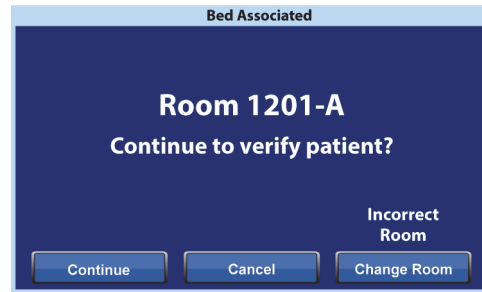 Bed Associated
Room 1201-A
Continue to verify patient?
Incorrect
Room
Continue
Cancel
Change Room